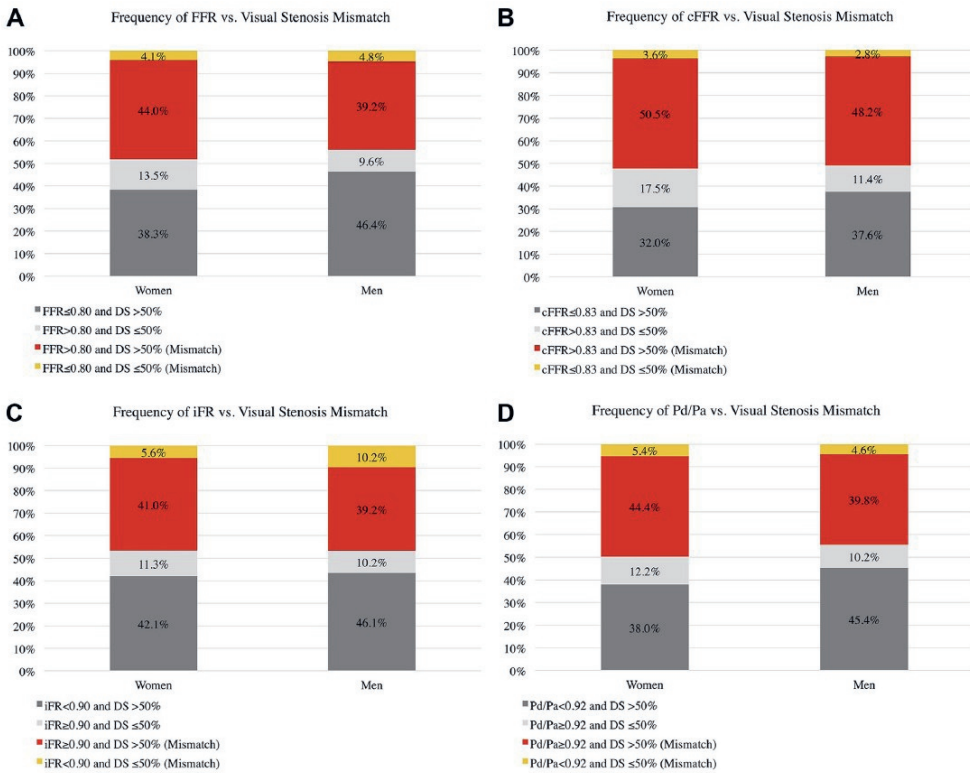 A
Frequency of FFR vs. Visual Stenosis Mismatch
100%
90%
80%
70%
60%
50%
40%
30%
20%
10%
0%
4.1%
44.0%
13.5%
38.3%
4.8%
39.2%
9.6%
46.4%
Women
Men
FFR≤0.80 and DS >50%
FFR>0.80 and DS ≤50%
FFR>0.80 and DS >50% (Mismatch)
FFR≤0.80 and DS ≤50% (Mismatch)
B
Frequency of cFFR vs. Visual Stenosis Mismatch
100%
90%
80%
70%
60%
50%
40%
30%
20%
10%
0%
3.6%
50.5%
17.5%
32.0%
2.8%
48.2%
11.4%
37.6%
Women
Men
cFFR≤0.83 and DS >50%
cFFR>0.83 and DS ≤50%
cFFR>0.83 and DS >50% (Mismatch)
cFFR≤0.83 and DS ≤50% (Mismatch)
C
Frequency of iFR vs. Visual Stenosis Mismatch
100%
90%
80%
70%
60%
50%
40%
30%
20%
10%
0%
5.6%
41.0%
11.3%
42.1%
10.2%
39.2%
10.2%
46.1%
Women
Men
iFR<0.90 and DS >50%
iFR≥0.90 and DS ≤50%
iFR≥0.90 and DS >50% (Mismatch)
iFR<0.90 and DS ≤50% (Mismatch)
D
Frequency of Pd/Pa vs. Visual Stenosis Mismatch
100%
90%
80%
70%
60%
50%
40%
30%
20%
10%
0%
5.4%
44.4%
12.2%
38.0%
4.6%
39.8%
10.2%
45.4%
Women
Men
Pd/Pa<0.92 and DS >50%
Pd/Pa≥0.92 and DS ≤50%
Pd/Pa≥0.92 and DS >50% (Mismatch)
Pd/Pa<0.92 and DS ≤50% (Mismatch)